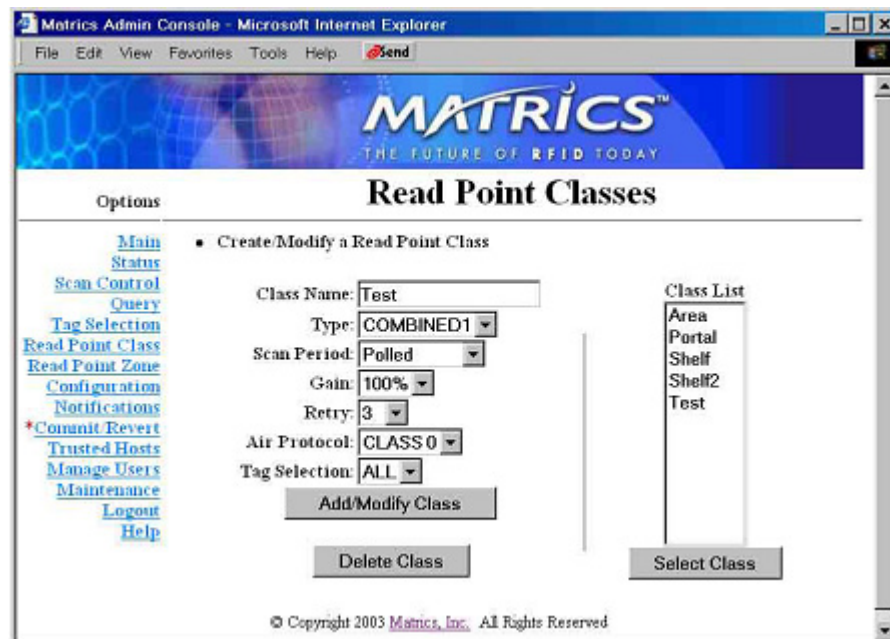 Matrics Admin Console - Microsoft Internet Explorer
File Edit View Favorites Tools Help Send
MATRICS™
THE FUTURE OF RFID TODAY
Options
Read Point Classes
Main
Status
Scan Control
Query
Tag Selection
Read Point Class
Read Point Zone
Configuration
Notifications
*Commit/Revert
Trusted Hosts
Manage Users
Maintenance
Logout
Help
• Create/Modify a Read Point Class
Class Name: Test
Type: COMBINED1
Scan Period: Polled
Gain: 100%
Retry: 3
Air Protocol: CLASS 0
Tag Selection: ALL
Add/Modify Class
Delete Class
Class List
Area
Portal
Shelf
Shelf2
Test
Select Class
© Copyright 2003 Matrics, Inc. All Rights Reserved